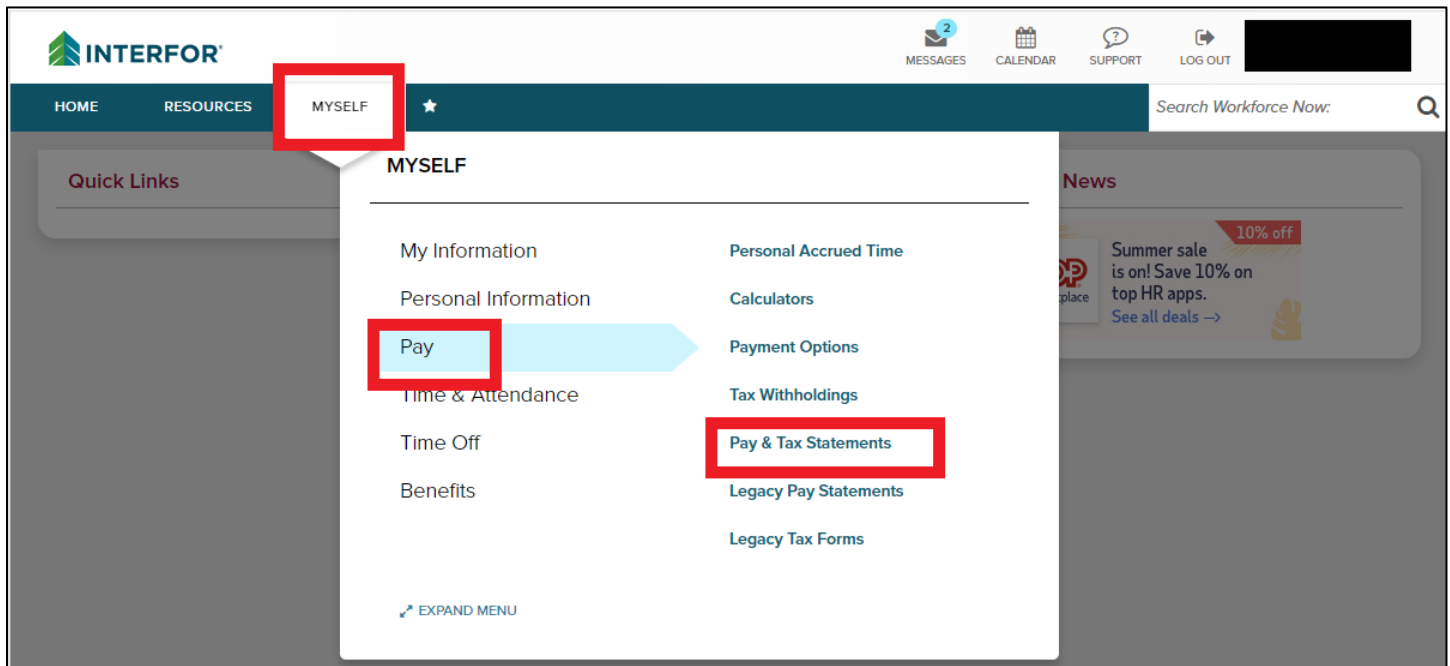 INTERFOR
2
MESSAGES
CALENDAR
SUPPORT
LOG OUT
HOME
RESOURCES
MYSELF
Search Workforce Now:
Quick Links
MYSELF
My Information
Personal Information
Pay
Time & Attendance
Time Off
Benefits
Personal Accrued Time
Calculators
Payment Options
Tax Withholdings
Pay & Tax Statements
Legacy Pay Statements
Legacy Tax Forms
EXPAND MENU
News
10% off
Summer sale
is on! Save 10% on
top HR apps.
See all deals →